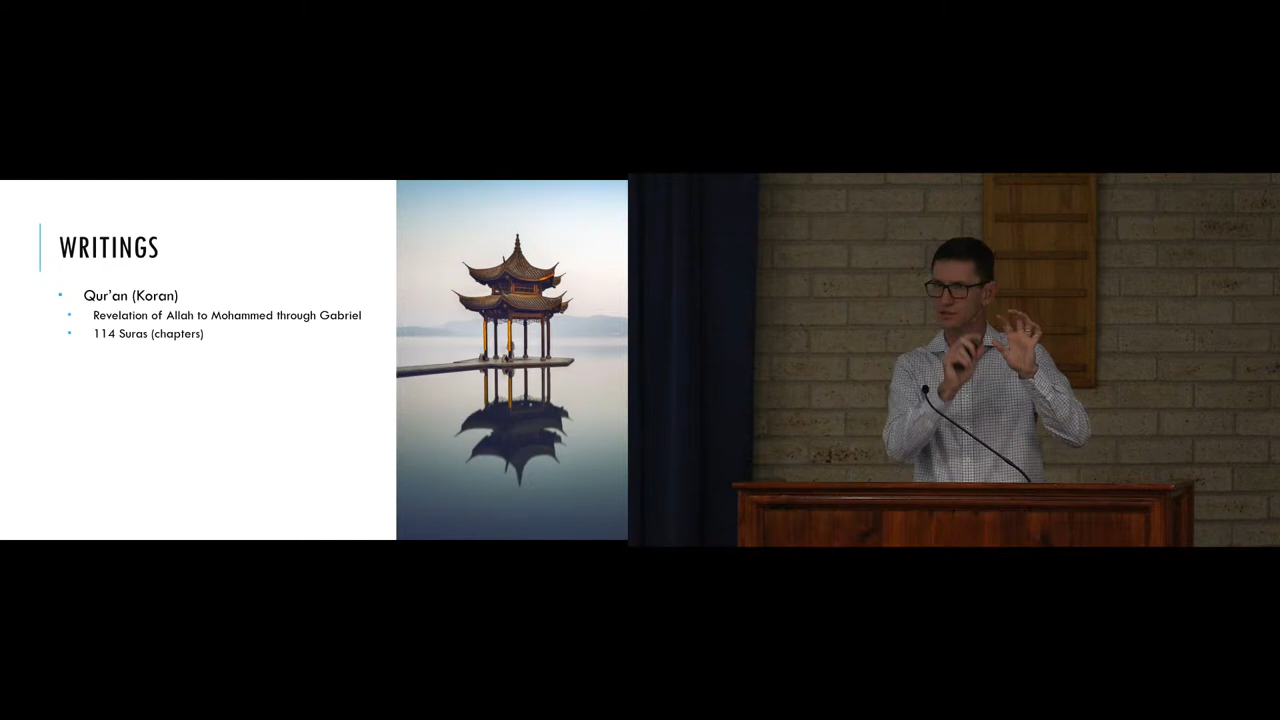 WRITINGS
Qur'an (Koran)
Revelation of Allah to Mohammed through Gabriel
114 Suras (chapters)